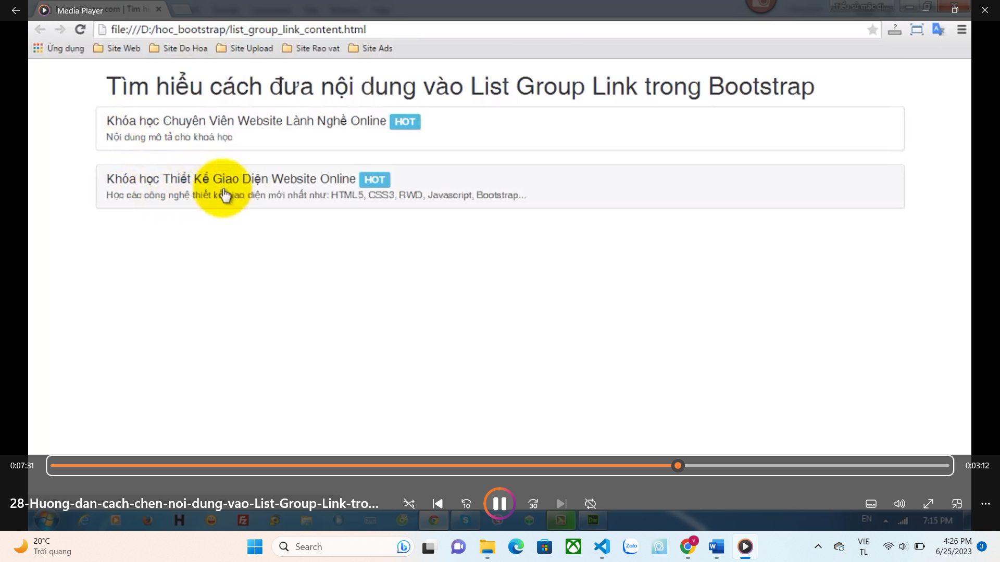 Media Player
file:///D:/hoc_bootstrap/list_group_link_content.html
Ứng dụng Site Web Site Do Hoa Site Upload Site Rao vat Site Ads
Tìm hiểu cách đưa nội dung vào List Group Link trong Bootstrap
Khóa học Chuyên Viên Website Lành Nghề Online HOT
Nội dung mô tả cho khoá học
Khóa học Thiết Kế Giao Diện Website Online HOT
Học các công nghệ thiết kế giao diện mới nhất như: HTML5, CSS3, RWD, Javascript, Bootstrap...
0:07:31 0:03:12
28-Huong-dan-cach-chen-noi-dung-vao-List-Group-Link-tro...
10 30
EN 7:15 PM
20°C
Trời quang
Search
Zalo
VIE
TL
4:26 PM
6/25/2023
3